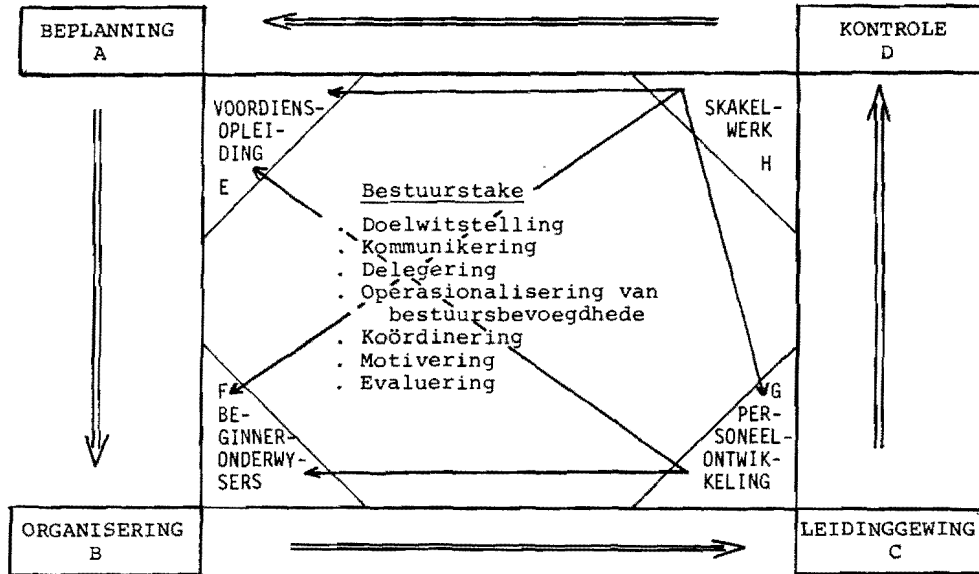 BEPLANNING
A
KONTROLE
D
VOORDIENS-
OPLEI-
DING
E
SKAKEL-
WERK
H
Bestuurstake
. Doelwitstelling
. Kommunikering
. Delegering
. Operasionalisering van
bestuursbevoegdhede
. Koördinering
. Motivering
. Evaluering
F
BE-
GINNER-
ONDERWY-
SERS
G
PER-
SONEEL-
ONTWIK-
KELING
ORGANISERING
B
LEIDINGGEWING
C